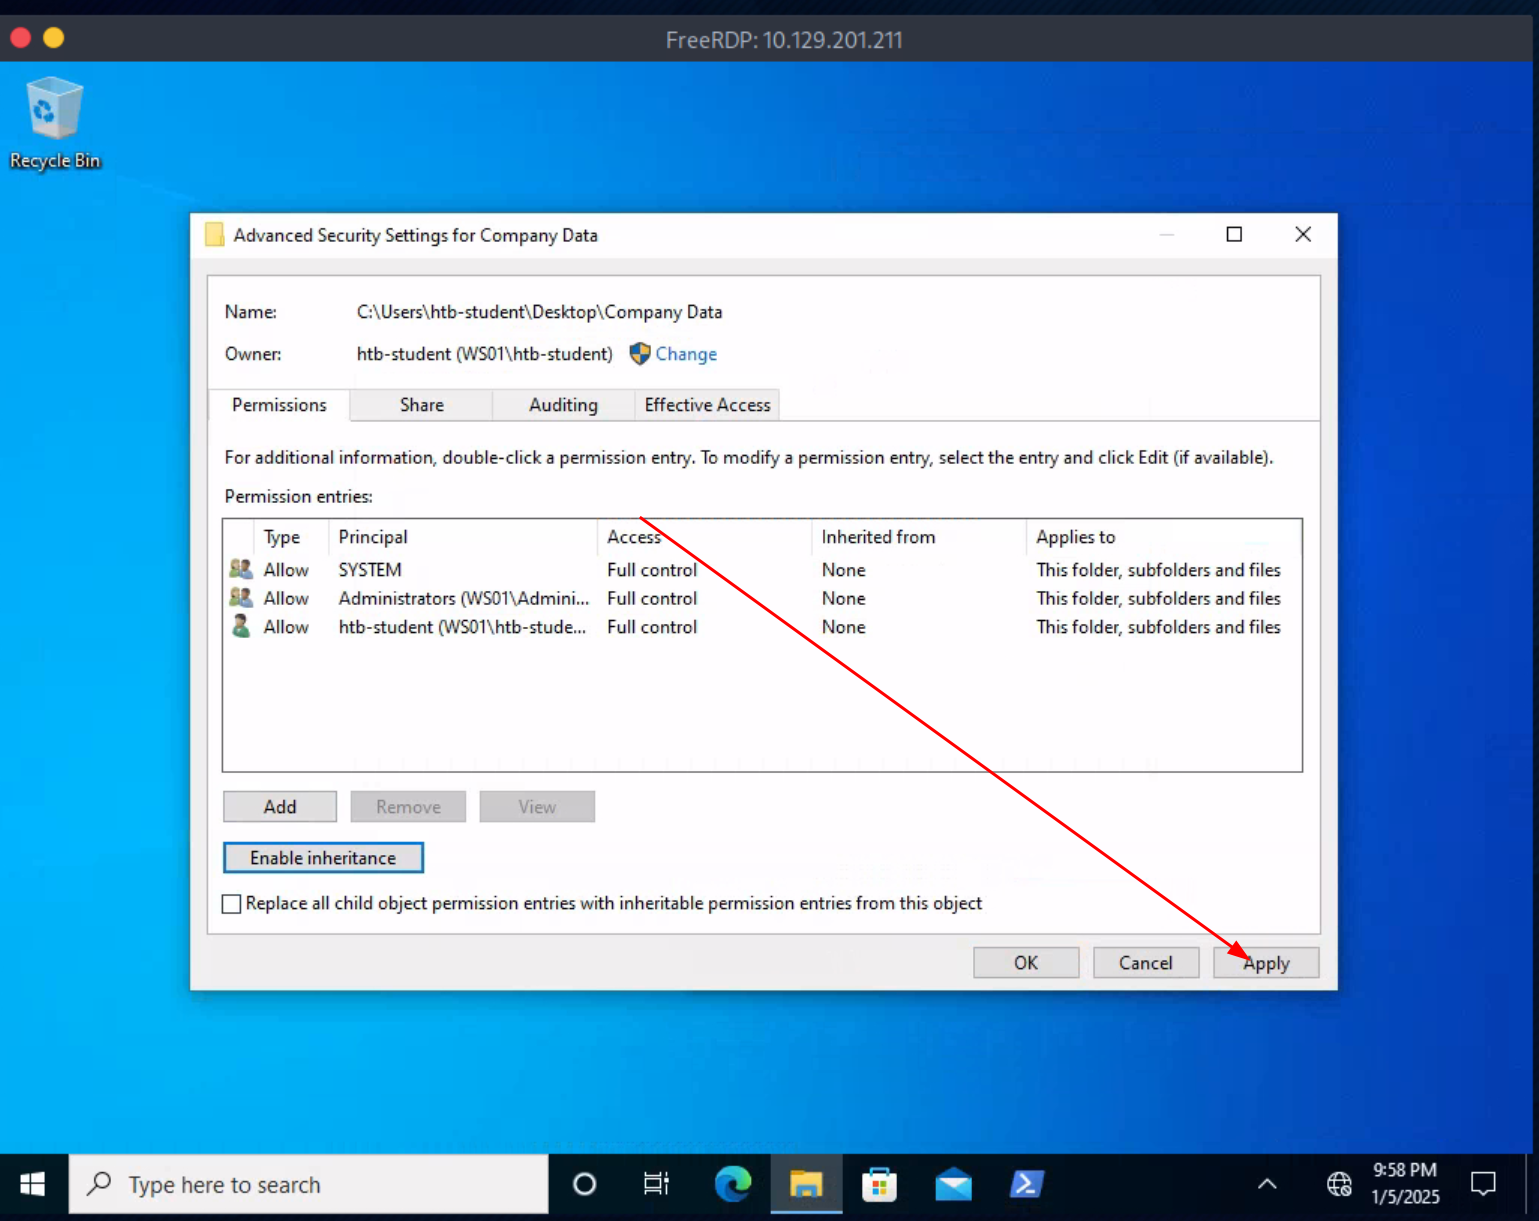 FreeRDP: 10.129.201.211
Recycle Bin
Advanced Security Settings for Company Data
Name: C:\Users\htb-student\Desktop\Company Data
Owner: htb-student (WS01\htb-student) Change
Permissions Share Auditing Effective Access
For additional information, double-click a permission entry. To modify a permission entry, select the entry and click Edit (if available).
Permission entries:
Type Principal Access Inherited from Applies to
Allow SYSTEM Full control None This folder, subfolders and files
Allow Administrators (WS01\Admini... Full control None This folder, subfolders and files
Allow htb-student (WS01\htb-stude... Full control None This folder, subfolders and files
Add Remove View
Enable inheritance
Replace all child object permission entries with inheritable permission entries from this object
OK Cancel Apply
Type here to search
9:58 PM
1/5/2025